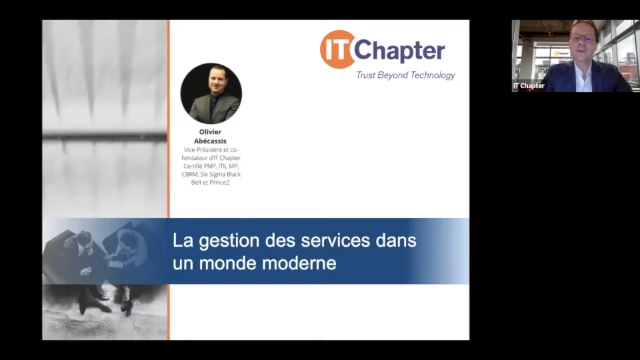 ITChapter
Trust Beyond Technology
Olivier
Abécassis
Vice-Président et co-
fondateur d'IT Chapter
Certifié PMP, ITIL MP,
CBRM, Six Sigma Black
Belt et Prince2
La gestion des services dans
un monde moderne
IT Chapter